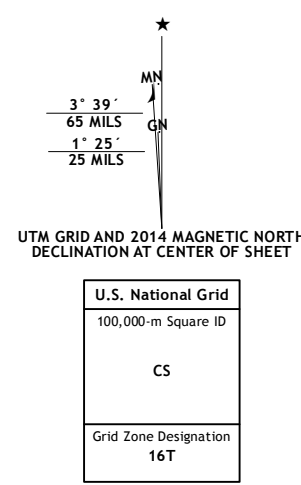 MN
3° 39´
65 MILS
GN
1° 25´
25 MILS
UTM GRID AND 2014 MAGNETIC NORTH
DECLINATION AT CENTER OF SHEET
U.S. National Grid
100,000-m Square ID
CS
Grid Zone Designation
16T